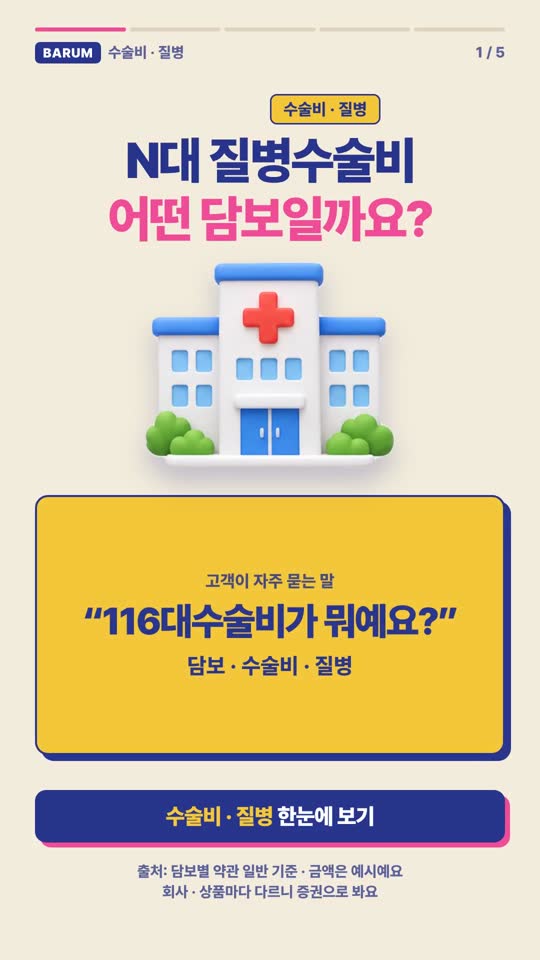 BARUM 수술비 · 질병 1 / 5
수술비 · 질병
N대 질병수술비
어떤 담보일까요?
고객이 자주 묻는 말
“116대수술비가 뭐예요?”
담보 · 수술비 · 질병
수술비 · 질병 한눈에 보기
출처: 담보별 약관 일반 기준 · 금액은 예시예요
회사 · 상품마다 다르니 증권으로 봐요